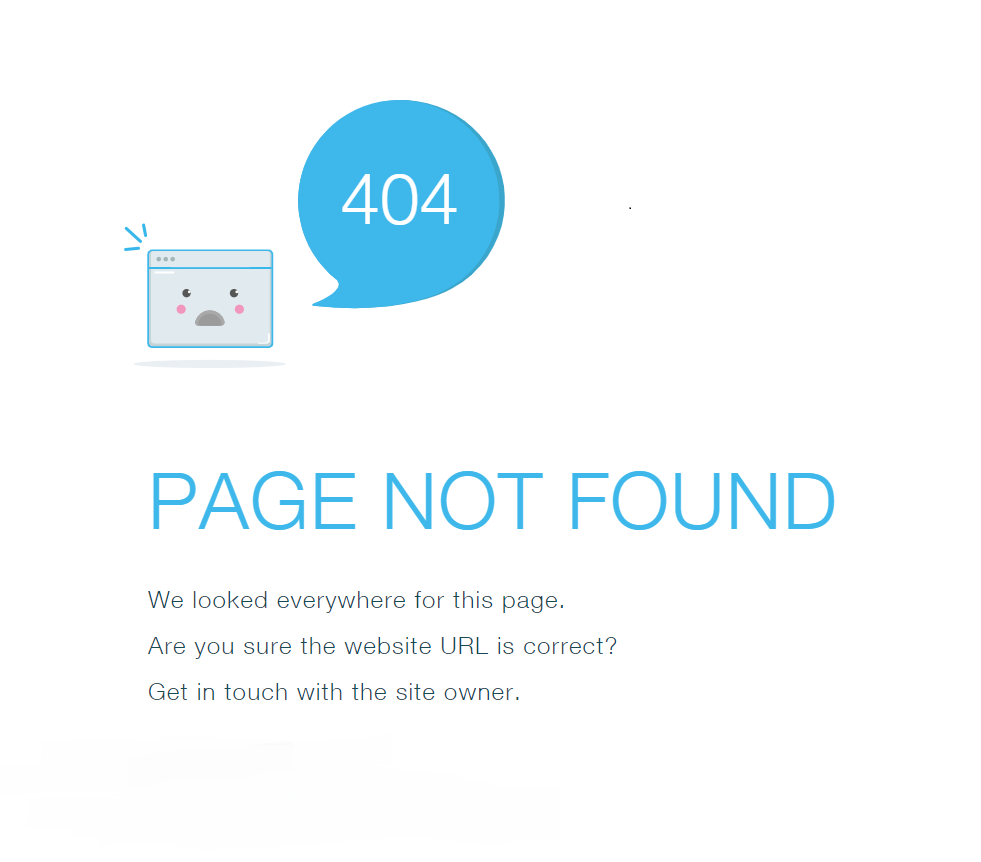 404
PAGE NOT FOUND
We looked everywhere for this page.
Are you sure the website URL is correct?
Get in touch with the site owner.